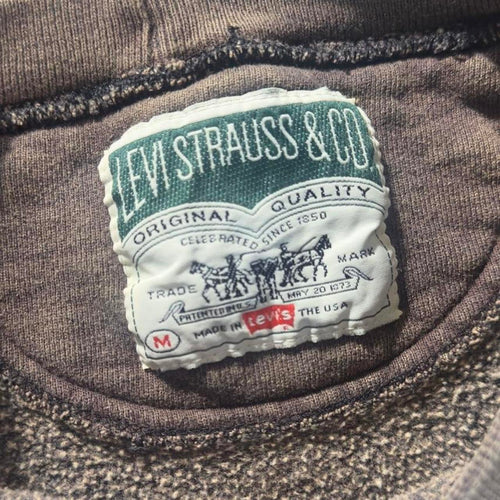 LEVI STRAUSS & CO
ORIGINAL QUALITY
CELEBRATED SINCE 1850
TRADE MARK
PATENTED IN U.S. MAY 20 1873
MADE IN Levi's THE USA
M